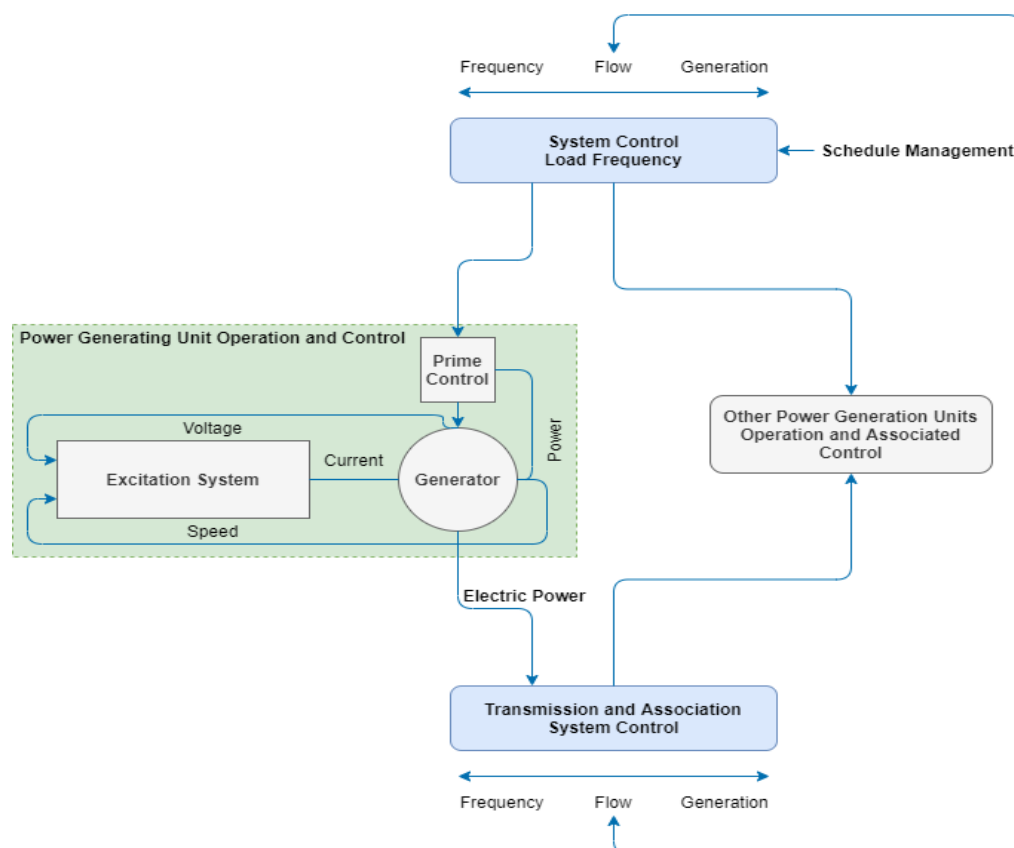 Frequency Flow Generation
System Control
Load Frequency
Schedule Management
Power Generating Unit Operation and Control
Prime
Control
Voltage
Current
Power
Excitation System
Generator
Speed
Other Power Generation Units
Operation and Associated
Control
Electric Power
Transmission and Association
System Control
Frequency Flow Generation